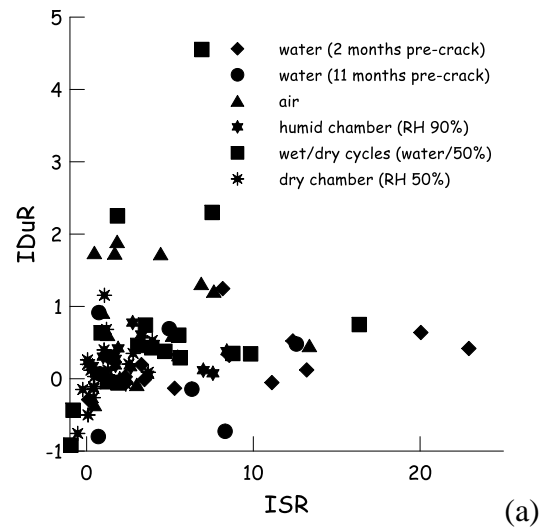 5
water (2 months pre-crack)
water (11 months pre-crack)
4
air
humid chamber (RH 90%)
wet/dry cycles (water/50%)
3
dry chamber (RH 50%)
IDuR
2
1
0
-1
0 10 20
ISR
(a)